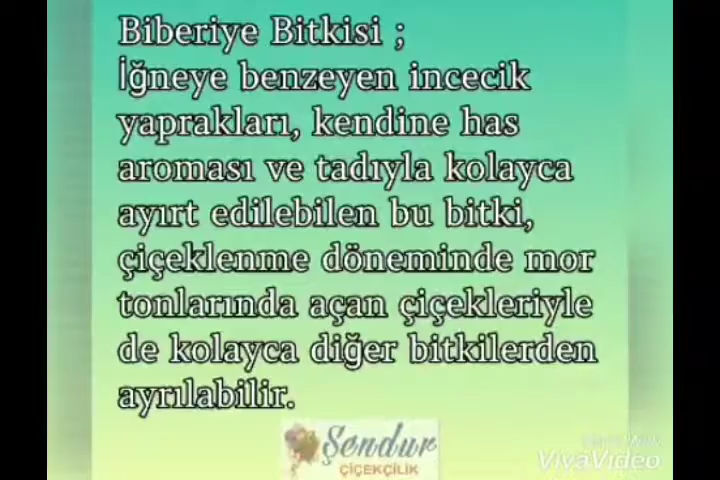 Biberiye Bitkisi ;
İğneye benzeyen incecik
yaprakları, kendine has
aroması ve tadıyla kolayca
ayırt edilebilen bu bitki,
çiçeklenme döneminde mor
tonlarında açan çiçekleriyle
de kolayca diğer bitkilerden
ayrılabilir.
Şendur
ÇİÇEKÇİLİK
VivaVideo